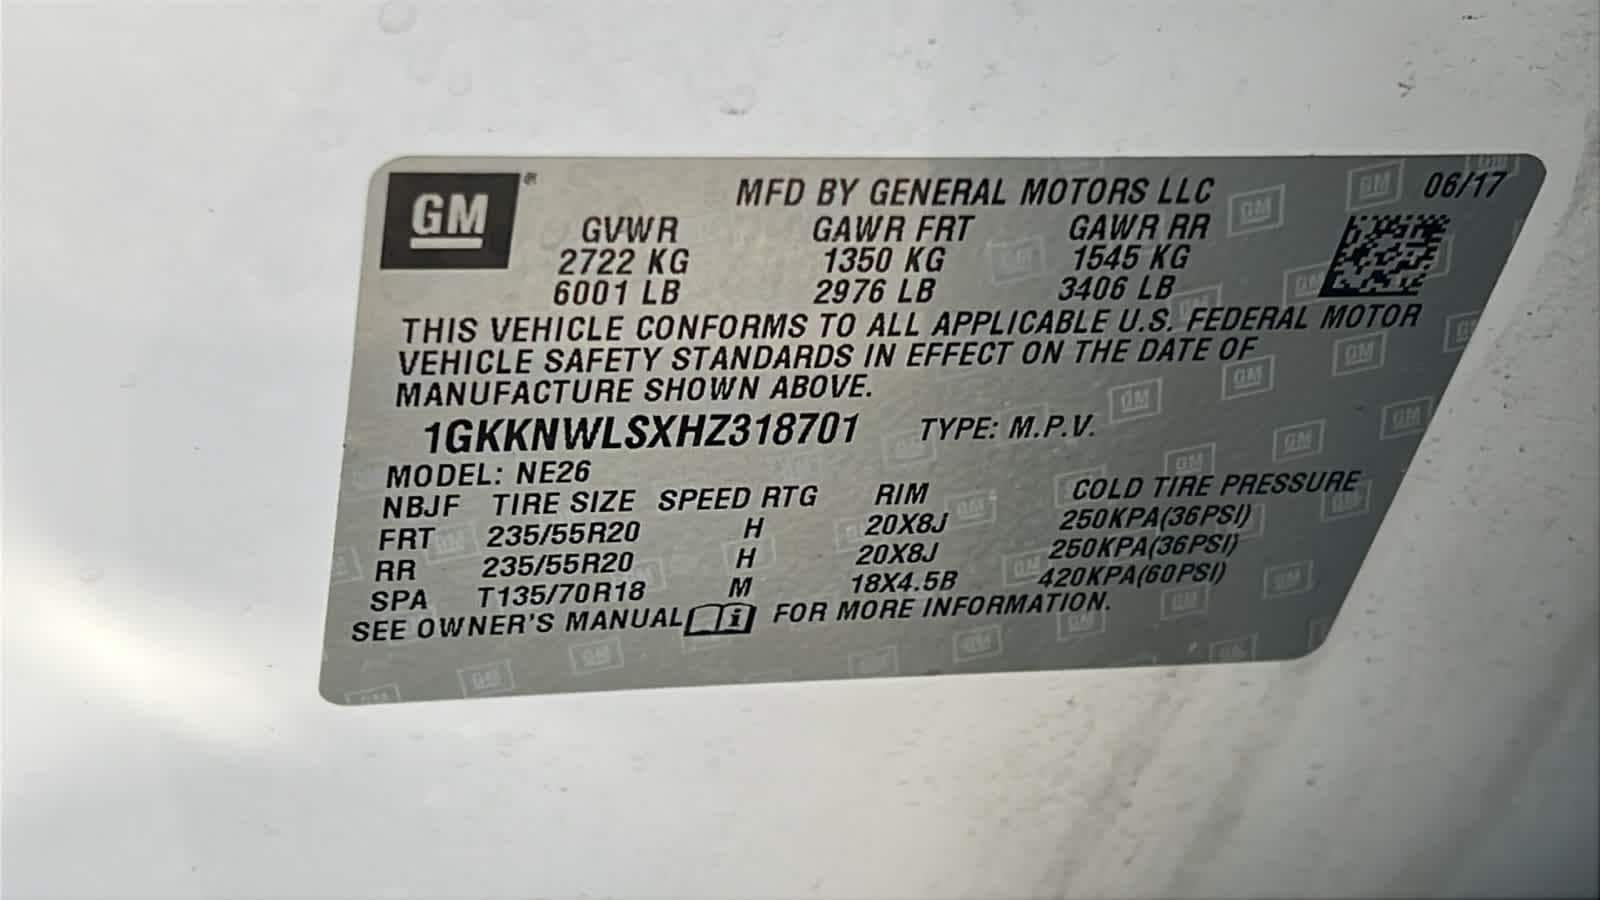 GM®
MFD BY GENERAL MOTORS LLC 06/17
GVWR GAWR FRT GAWR RR
2722 KG 1350 KG 1545 KG
6001 LB 2976 LB 3406 LB
THIS VEHICLE CONFORMS TO ALL APPLICABLE U.S. FEDERAL MOTOR
VEHICLE SAFETY STANDARDS IN EFFECT ON THE DATE OF
MANUFACTURE SHOWN ABOVE.
1GKKNWLSXHZ318701 TYPE: M.P.V.
MODEL: NE26
NBJF TIRE SIZE SPEED RTG RIM COLD TIRE PRESSURE
FRT 235/55R20 H 20X8J 250KPA(36PSI)
RR 235/55R20 H 20X8J 250KPA(36PSI)
SPA T135/70R18 M 18X4.5B 420KPA(60PSI)
SEE OWNER'S MANUAL FOR MORE INFORMATION.